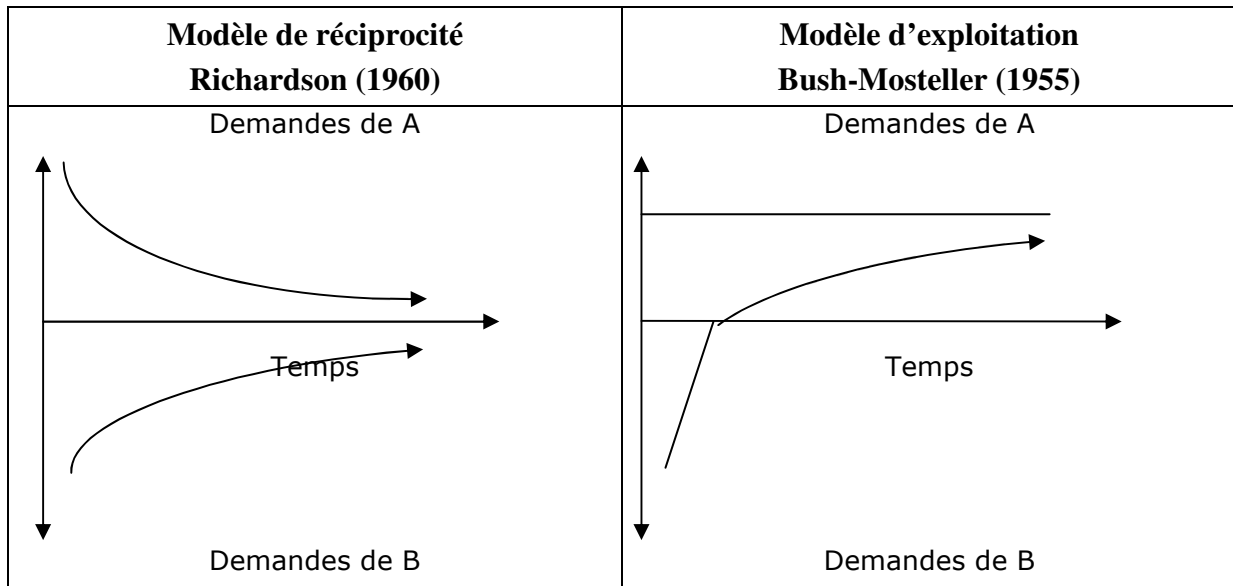 Modèle de réciprocité
Richardson (1960)
Modèle d’exploitation
Bush-Mosteller (1955)
Demandes de A
Temps
Demandes de B
Demandes de A
Temps
Demandes de B